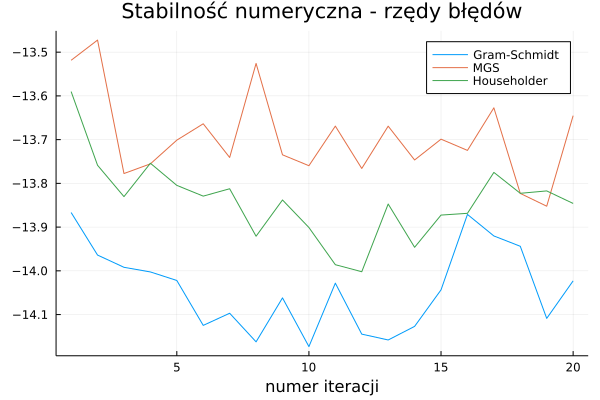 Stabilność numeryczna - rzędy błędów
Gram-Schmidt
MGS
Householder
−13.5
−13.6
−13.7
−13.8
−13.9
−14.0
−14.1
5
10
15
20
numer iteracji